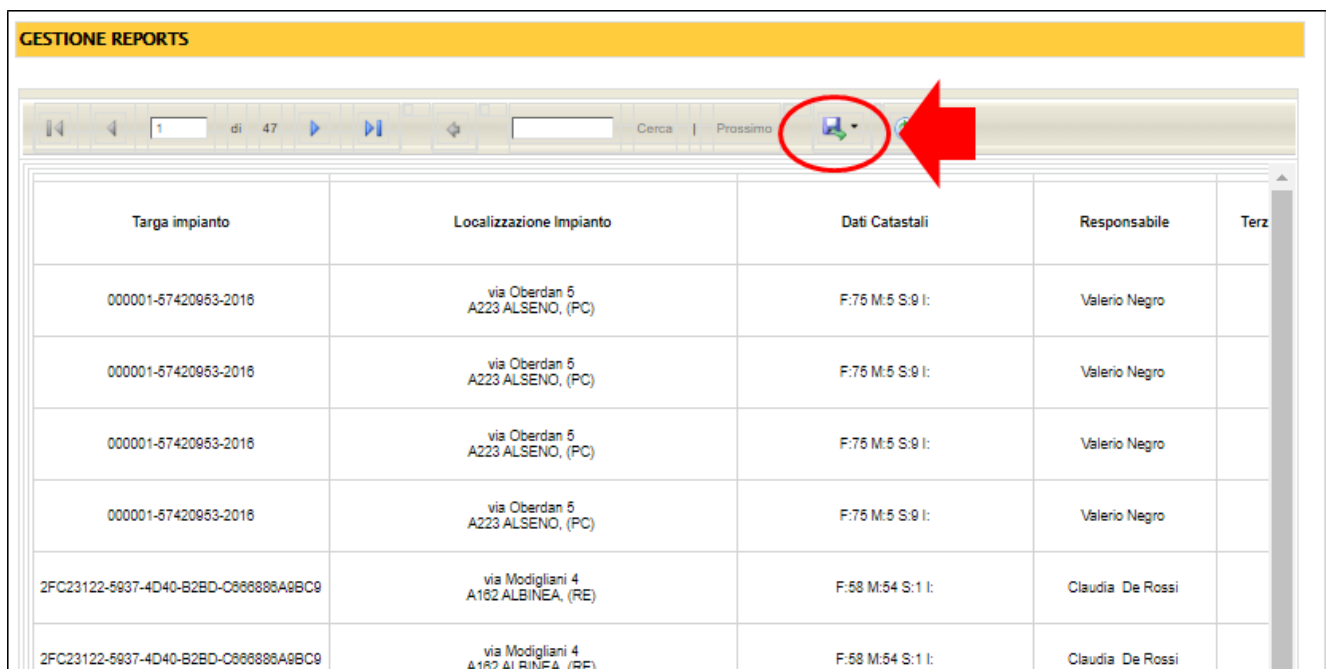 GESTIONE REPORTS
1 di 47 Cerca | Prossimo
Targa impianto Localizzazione Impianto Dati Catastali Responsabile Terz
000001-57420953-2016 via Oberdan 5 F:75 M:5 S:9 I: Valerio Negro
A223 ALSENO, (PC)
000001-57420953-2016 via Oberdan 5 F:75 M:5 S:9 I: Valerio Negro
A223 ALSENO, (PC)
000001-57420953-2016 via Oberdan 5 F:75 M:5 S:9 I: Valerio Negro
A223 ALSENO, (PC)
000001-57420953-2016 via Oberdan 5 F:75 M:5 S:9 I: Valerio Negro
A223 ALSENO, (PC)
2FC23122-5937-4D40-B2BD-C666886A9BC9 via Modigliani 4 F:58 M:54 S:1 I: Claudia De Rossi
A162 ALBINEA, (RE)
2FC23122-5937-4D40-B2BD-C666886A9BC9 via Modigliani 4 F:58 M:54 S:1 I: Claudia De Rossi
A162 ALBINEA, (RE)